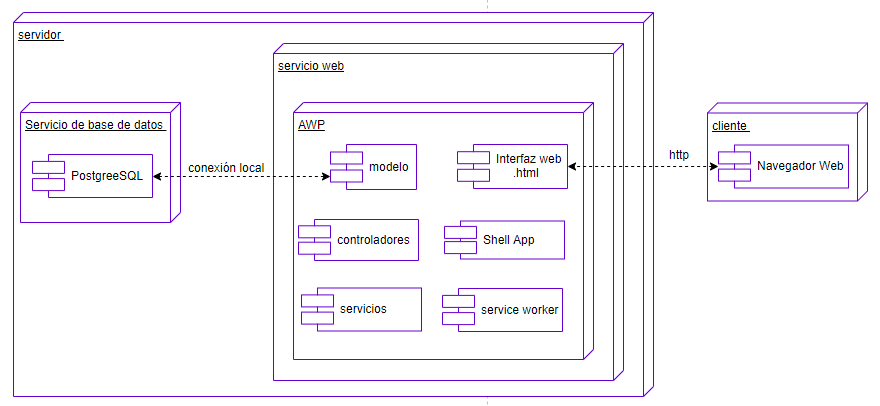 servidor
servicio web
Servicio de base de datos
AWP
cliente
PostgreeSQL
conexión local
modelo
Interfaz web
.html
http
Navegador Web
controladores
Shell App
servicios
service worker